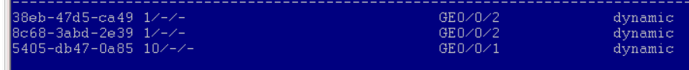 --------------------------------------------------------------------------------
38eb-47d5-ca49 1/-/- GE0/0/2 dynamic
8c68-3abd-2e39 1/-/- GE0/0/2 dynamic
5405-db47-0a85 10/-/- GE0/0/1 dynamic